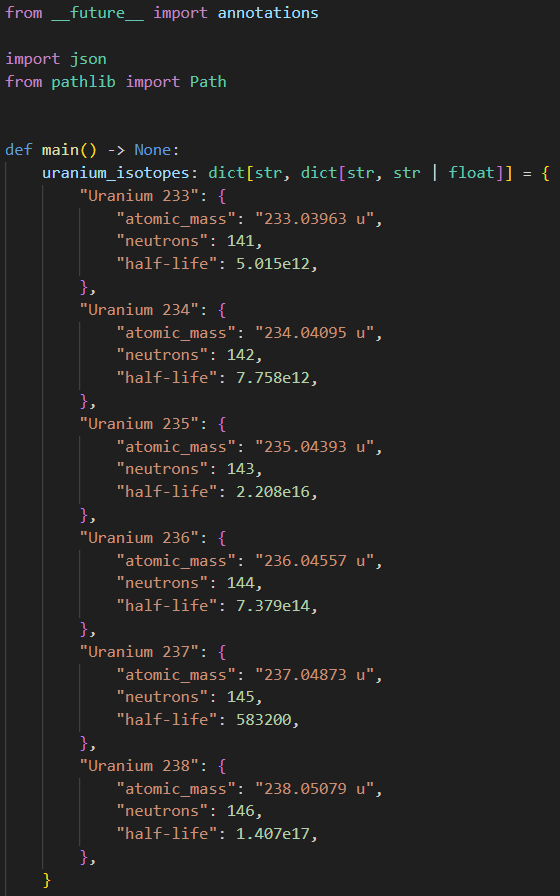 from __future__ import annotations

import json
from pathlib import Path


def main() -> None:
    uranium_isotopes: dict[str, dict[str, str | float]] = {
        "Uranium 233": {
            "atomic_mass": "233.03963 u",
            "neutrons": 141,
            "half-life": 5.015e12,
        },
        "Uranium 234": {
            "atomic_mass": "234.04095 u",
            "neutrons": 142,
            "half-life": 7.758e12,
        },
        "Uranium 235": {
            "atomic_mass": "235.04393 u",
            "neutrons": 143,
            "half-life": 2.208e16,
        },
        "Uranium 236": {
            "atomic_mass": "236.04557 u",
            "neutrons": 144,
            "half-life": 7.379e14,
        },
        "Uranium 237": {
            "atomic_mass": "237.04873 u",
            "neutrons": 145,
            "half-life": 583200,
        },
        "Uranium 238": {
            "atomic_mass": "238.05079 u",
            "neutrons": 146,
            "half-life": 1.407e17,
        },
    }